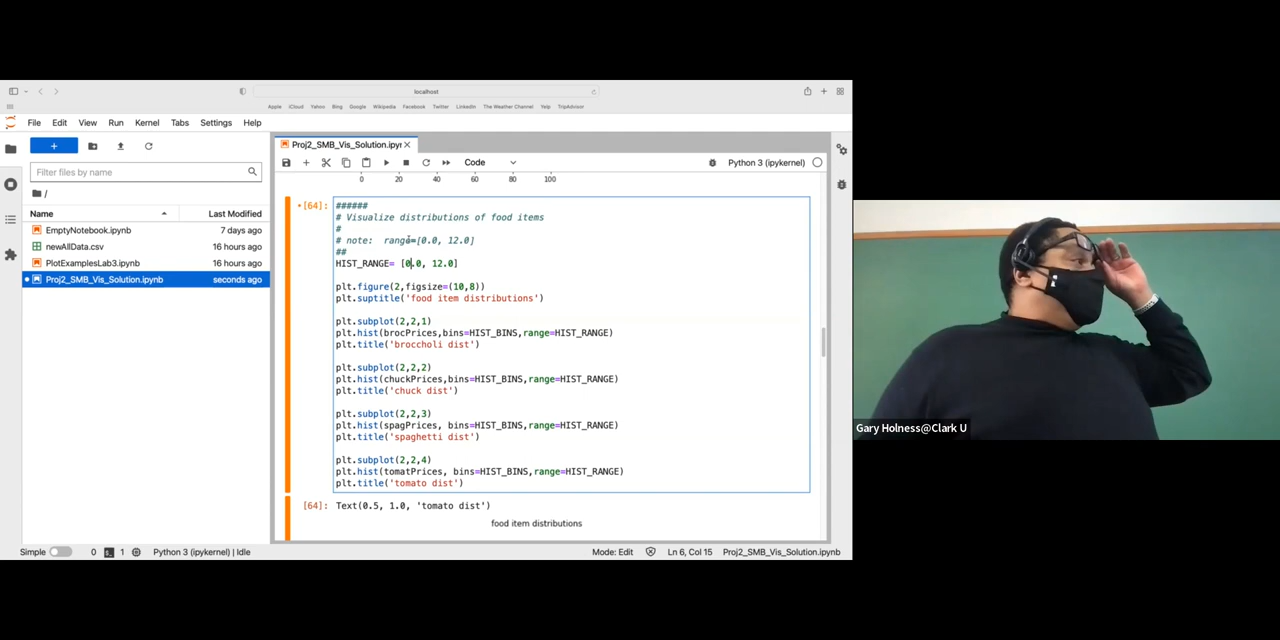 localhost
Apple iCloud Yahoo Bing Google Wikipedia Facebook Twitter LinkedIn The Weather Channel Yelp TripAdvisor
File Edit View Run Kernel Tabs Settings Help
Filter files by name
/
Name Last Modified
EmptyNotebook.ipynb 7 days ago
newAllData.csv 16 hours ago
PlotExamplesLab3.ipynb 16 hours ago
Proj2_SMB_Vis_Solution.ipynb seconds ago
Proj2_SMB_Vis_Solution.ipyr
Code Python 3 (ipykernel)
0 20 40 60 80 100
[64]: ######
# Visualize distributions of food items
#
# note: range=[0.0, 12.0]
##
HIST_RANGE= [0.0, 12.0]
plt.figure(2,figsize=(10,8))
plt.suptitle('food item distributions')
plt.subplot(2,2,1)
plt.hist(brocPrices,bins=HIST_BINS,range=HIST_RANGE)
plt.title('broccholi dist')
plt.subplot(2,2,2)
plt.hist(chuckPrices,bins=HIST_BINS,range=HIST_RANGE)
plt.title('chuck dist')
plt.subplot(2,2,3)
plt.hist(spagPrices, bins=HIST_BINS,range=HIST_RANGE)
plt.title('spaghetti dist')
plt.subplot(2,2,4)
plt.hist(tomatPrices, bins=HIST_BINS,range=HIST_RANGE)
plt.title('tomato dist')
[64]: Text(0.5, 1.0, 'tomato dist')
food item distributions
Simple 0 1 Python 3 (ipykernel) | Idle Mode: Edit Ln 6, Col 15 Proj2_SMB_Vis_Solution.ipynb
Gary Holness@Clark U